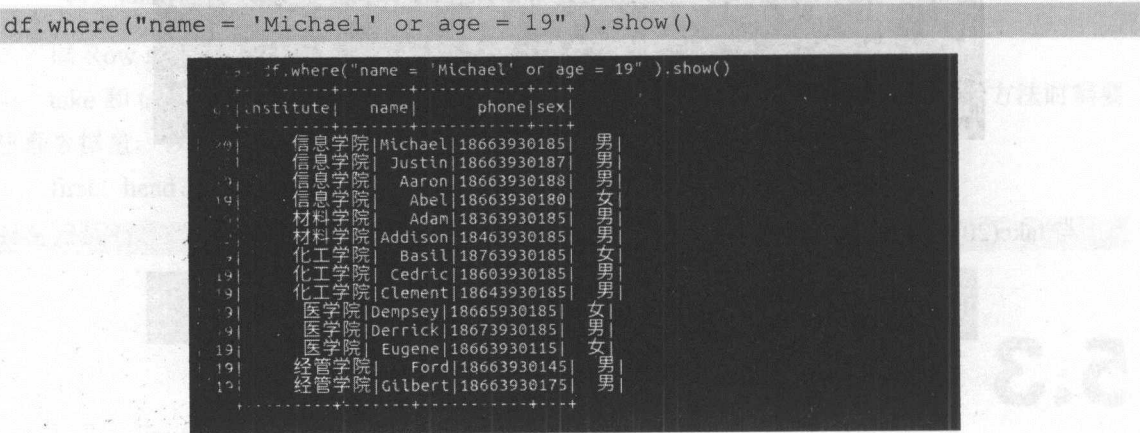 df.where("name = 'Michael' or age = 19" ).show()
df.where("name = 'Michael' or age = 19" ).show()
institute| name| phone|sex|
20| 信息学院|Michael|18663930185| 男|
信息学院| Justin|18663930187| 男|
信息学院| Aaron|18663930188| 男|
19| 信息学院| Abel|18663930180| 女|
材料学院| Adam|18363930185| 男|
材料学院|Addison|18463930185| 男|
化工学院| Basil|18763930185| 女|
19| 化工学院| Cedric|18603930185| 男|
19| 化工学院|Clement|18643930185| 男|
19| 医学院|Dempsey|18665930185| 女|
19| 医学院|Derrick|18673930185| 男|
19| 医学院| Eugene|18663930115| 女|
19| 经管学院| Ford|18663930145| 男|
19| 经管学院|Gilbert|18663930175| 男|